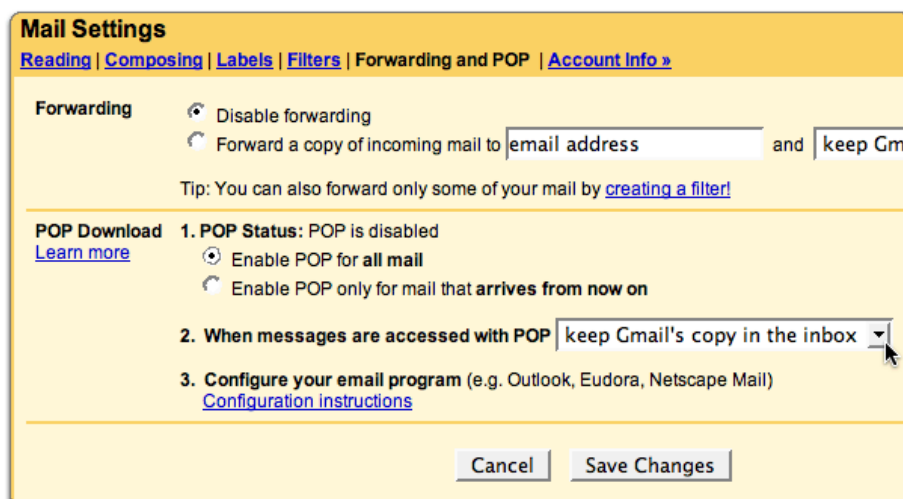 Mail Settings
Reading | Composing | Labels | Filters | Forwarding and POP | Account Info »
Forwarding
Disable forwarding
Forward a copy of incoming mail to email address and keep
Tip: You can also forward only some of your mail by creating a filter!
POP Download 1. POP Status: POP is disabled
Learn more
Enable POP for all mail
Enable POP only for mail that arrives from now on
2. When messages are accessed with POP keep Gmail's copy in the inbox
3. Configure your email program (e.g. Outlook, Eudora, Netscape Mail)
Configuration instructions
Cancel Save Changes